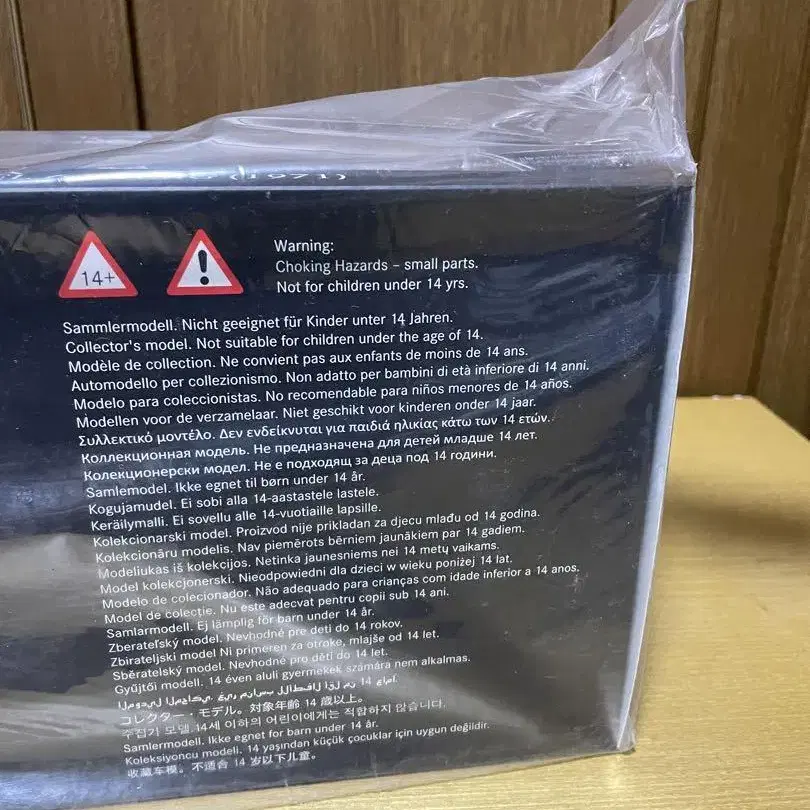 14+
!
Warning:
Choking Hazards – small parts.
Not for children under 14 yrs.
Sammlermodell. Nicht geeignet für Kinder unter 14 Jahren.
Collector's model. Not suitable for children under the age of 14.
Modèle de collection. Ne convient pas aux enfants de moins de 14 ans.
Automodello per collezionismo. Non adatto per bambini di età inferiore di 14 anni.
Modelo para coleccionistas. No recomendable para niños menores de 14 años.
Modellen voor de verzamelaar. Niet geschikt voor kinderen onder 14 jaar.
Συλλεκτικό μοντέλο. Δεν ενδείκνυται για παιδιά ηλικίας κάτω των 14 ετών.
Коллекционная модель. Не предназначена для детей младше 14 лет.
Колекционерски модел. Не е подходящ за деца под 14 години.
Samlemodel. Ikke egnet til børn under 14 år.
Kogujamudel. Ei sobi alla 14-aastastele lastele.
Keräilymalli. Ei sovellu alle 14-vuotiaille lapsille.
Kolekcionarski model. Proizvod nije prikladan za djecu mlađu od 14 godina.
Kolekcionāru modelis. Nav piemērots bērniem jaunākiem par 14 gadiem.
Modeliukas iš kolekcijos. Netinka jaunesniems nei 14 metų vaikams.
Model kolekcjonerski. Nieodpowiedni dla dzieci w wieku poniżej 14 lat.
Modelo de colecionador. Não adequado para crianças com idade inferior a 14 anos.
Model de colecţie. Nu este adecvat pentru copii sub 14 ani.
Samlarmodell. Ej lämplig för barn under 14 år.
Zberateľský model. Nevhodné pre deti do 14 rokov.
Zbirateljski model Ni primeren za otroke, mlajše od 14 let.
Sběratelský model. Nevhodné pro děti do 14 let.
Gyűjtői modell. 14 éven aluli gyermekek számára nem alkalmas.
الموديل المحاكي. غير مناسب للأطفال أقل من 14 عاما.
コレクター・モデル。対象年齢 14 歳以上。
수집기 모델. 14세 이하의 어린이에게는 적합하지 않습니다.
Samlermodell. Ikke egnet for barn under 14 år.
Koleksiyoncu modeli. 14 yaşından küçük çocuklar için uygun değildir.
收藏车模。不适合 14 岁以下儿童。